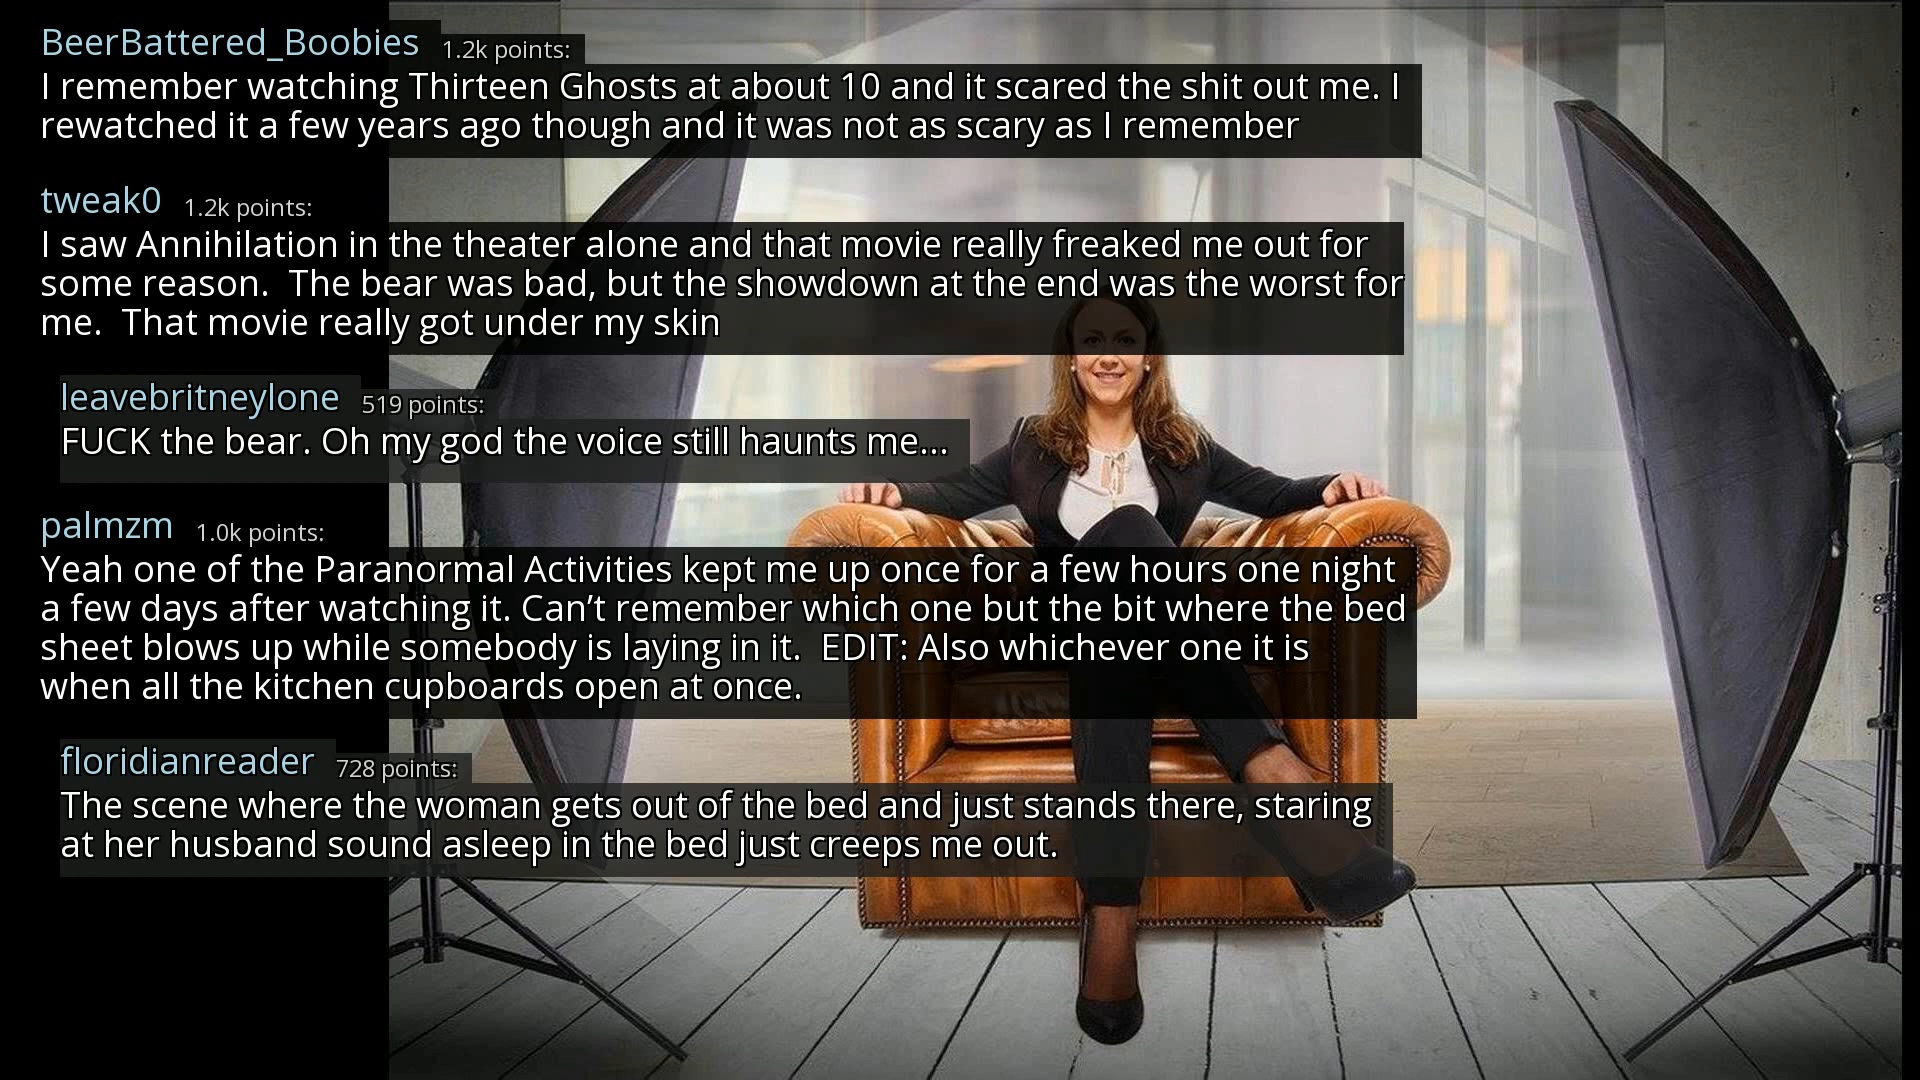 BeerBattered_Boobies 1.2k points:
I remember watching Thirteen Ghosts at about 10 and it scared the shit out me. I
rewatched it a few years ago though and it was not as scary as I remember
tweak0 1.2k points:
I saw Annihilation in the theater alone and that movie really freaked me out for
some reason.  The bear was bad, but the showdown at the end was the worst for
me.  That movie really got under my skin
leavebritneylone 519 points:
FUCK the bear. Oh my god the voice still haunts me...
palmzm 1.0k points:
Yeah one of the Paranormal Activities kept me up once for a few hours one night
a few days after watching it. Can’t remember which one but the bit where the bed
sheet blows up while somebody is laying in it.  EDIT: Also whichever one it is
when all the kitchen cupboards open at once.
floridianreader 728 points:
The scene where the woman gets out of the bed and just stands there, staring
at her husband sound asleep in the bed just creeps me out.